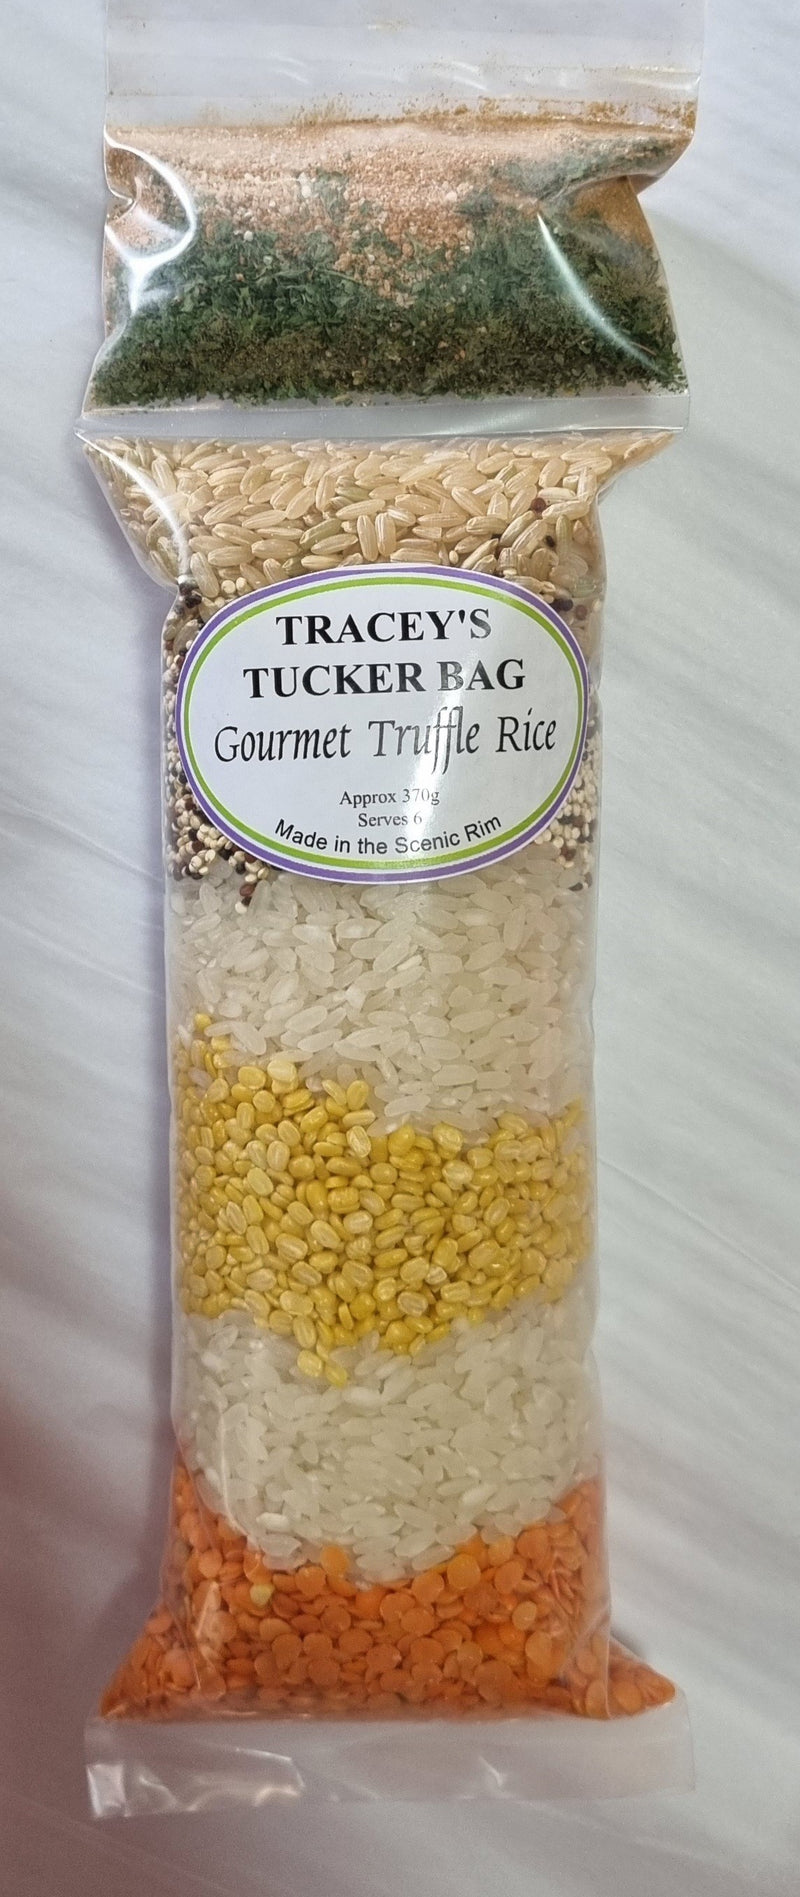 TRACEY'S
TUCKER BAG
Gourmet Truffle Rice
Approx 370g
Serves 6
Made in the Scenic Rim